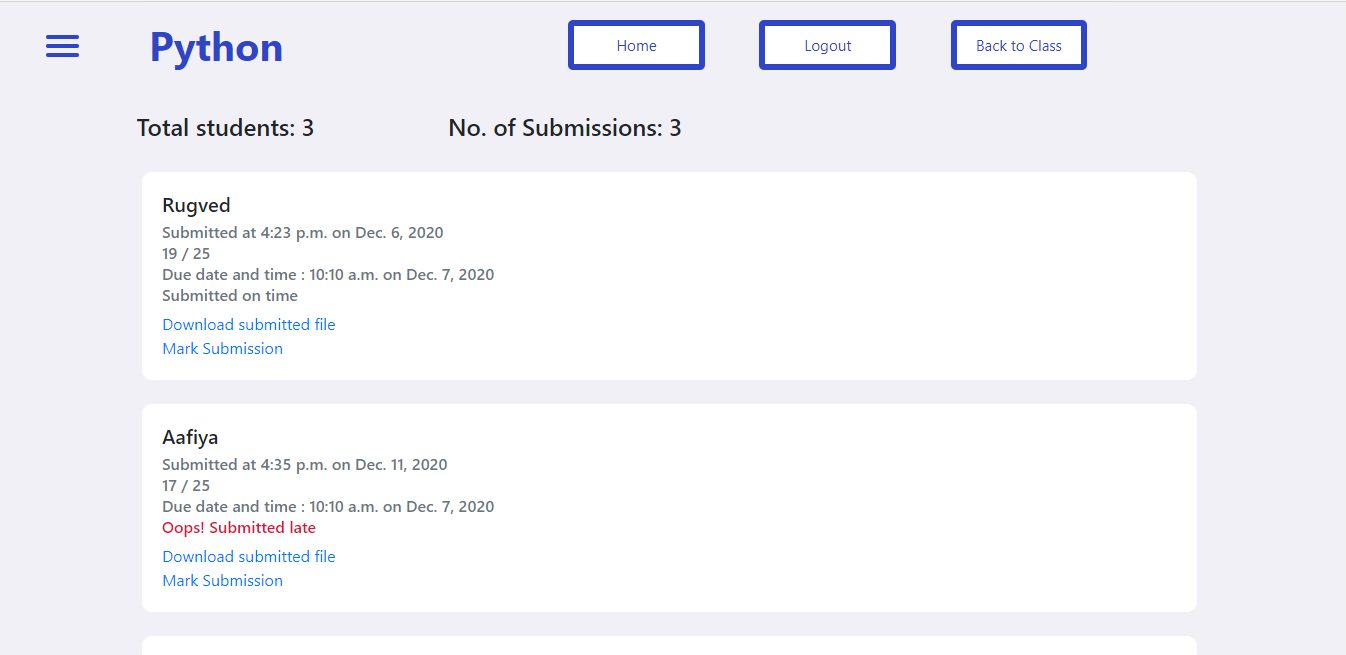 Python
Home
Logout
Back to Class
Total students: 3
No. of Submissions: 3
Rugved
Submitted at 4:23 p.m. on Dec. 6, 2020
19 / 25
Due date and time : 10:10 a.m. on Dec. 7, 2020
Submitted on time
Download submitted file
Mark Submission
Aafiya
Submitted at 4:35 p.m. on Dec. 11, 2020
17 / 25
Due date and time : 10:10 a.m. on Dec. 7, 2020
Oops! Submitted late
Download submitted file
Mark Submission